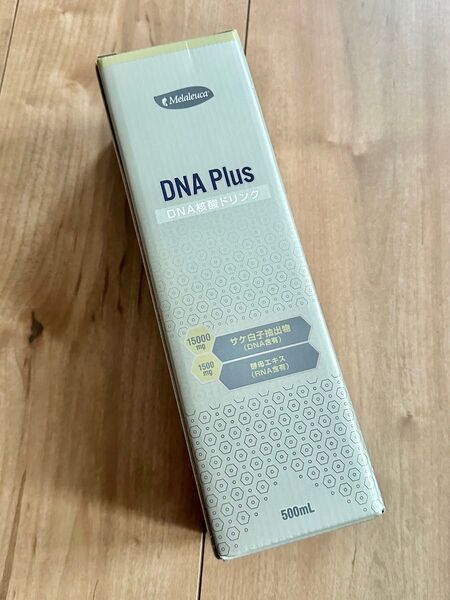 Melaleuca®
DNA Plus
DNA核酸ドリンク
15000
mg
サケ白子抽出物
(DNA含有)
1500
mg
酵母エキス
(RNA含有)
500mL